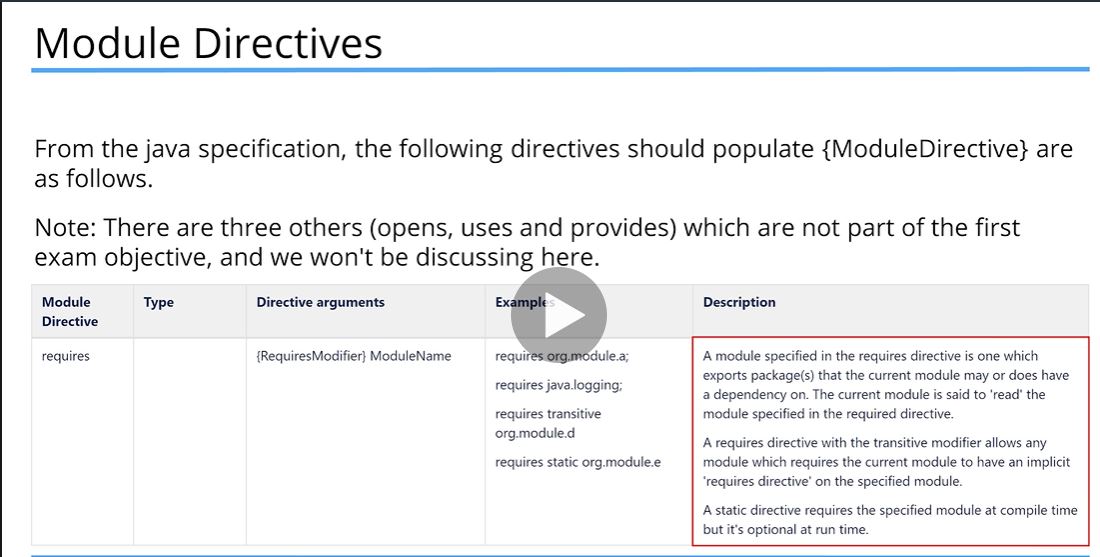 Module Directives
From the java specification, the following directives should populate {ModuleDirective} are
as follows.
Note: There are three others (opens, uses and provides) which are not part of the first
exam objective, and we won't be discussing here.
Module
Directive
Type
Directive arguments
Examples
Description
requires
{RequiresModifier} ModuleName
requires org.module.a;
requires java.logging;
requires transitive
org.module.d
requires static org.module.e
A module specified in the requires directive is one which
exports package(s) that the current module may or does have
a dependency on. The current module is said to 'read' the
module specified in the required directive.
A requires directive with the transitive modifier allows any
module which requires the current module to have an implicit
'requires directive' on the specified module.
A static directive requires the specified module at compile time
but it's optional at run time.